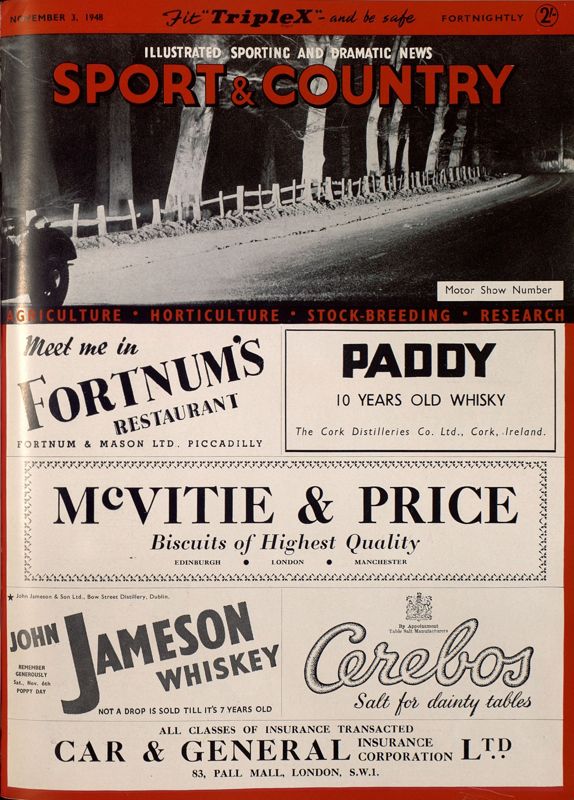 NOVEMBER 3, 1948 Fit "TripleX" - and be safe FORTNIGHTLY 2/-
ILLUSTRATED SPORTING AND DRAMATIC NEWS
SPORT & COUNTRY
Motor Show Number
AGRICULTURE • HORTICULTURE • STOCK-BREEDING • RESEARCH
Meet me in
FORTNUM'S
RESTAURANT
FORTNUM & MASON LTD. PICCADILLY
PADDY
10 YEARS OLD WHISKY
The Cork Distilleries Co. Ltd., Cork, Ireland.
McVITIE & PRICE
Biscuits of Highest Quality
EDINBURGH • LONDON • MANCHESTER
★ John Jameson & Son Ltd., Bow Street Distillery, Dublin.
JOHN JAMESON
WHISKEY
REMEMBER
GENEROUSLY
Sat., Nov. 6th
POPPY DAY
NOT A DROP IS SOLD TILL IT'S 7 YEARS OLD
By Appointment
Table Salt Manufacturers
Cerebos
Salt for dainty tables
ALL CLASSES OF INSURANCE TRANSACTED
CAR & GENERAL INSURANCE CORPORATION LTD.
83, PALL MALL, LONDON, S.W.1.